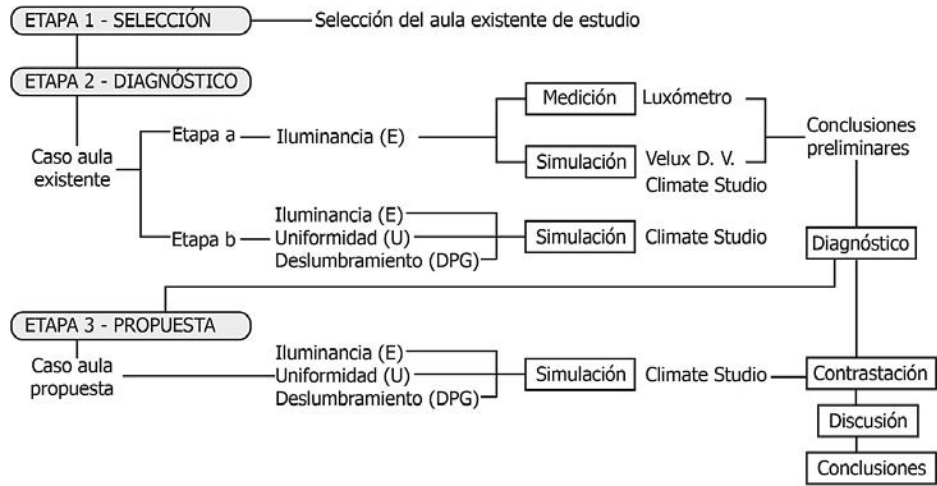 ETAPA 1 - SELECCIÓN
Selección del aula existente de estudio
ETAPA 2 - DIAGNÓSTICO
Caso aula
existente
Etapa a
Iluminancia (E)
Medición
Luxómetro
Simulación
Velux D. V.
Climate Studio
Conclusiones
preliminares
Etapa b
Iluminancia (E)
Uniformidad (U)
Deslumbramiento (DPG)
Simulación
Climate Studio
Diagnóstico
ETAPA 3 - PROPUESTA
Caso aula
propuesta
Iluminancia (E)
Uniformidad (U)
Deslumbramiento (DPG)
Simulación
Climate Studio
Contrastación
Discusión
Conclusiones